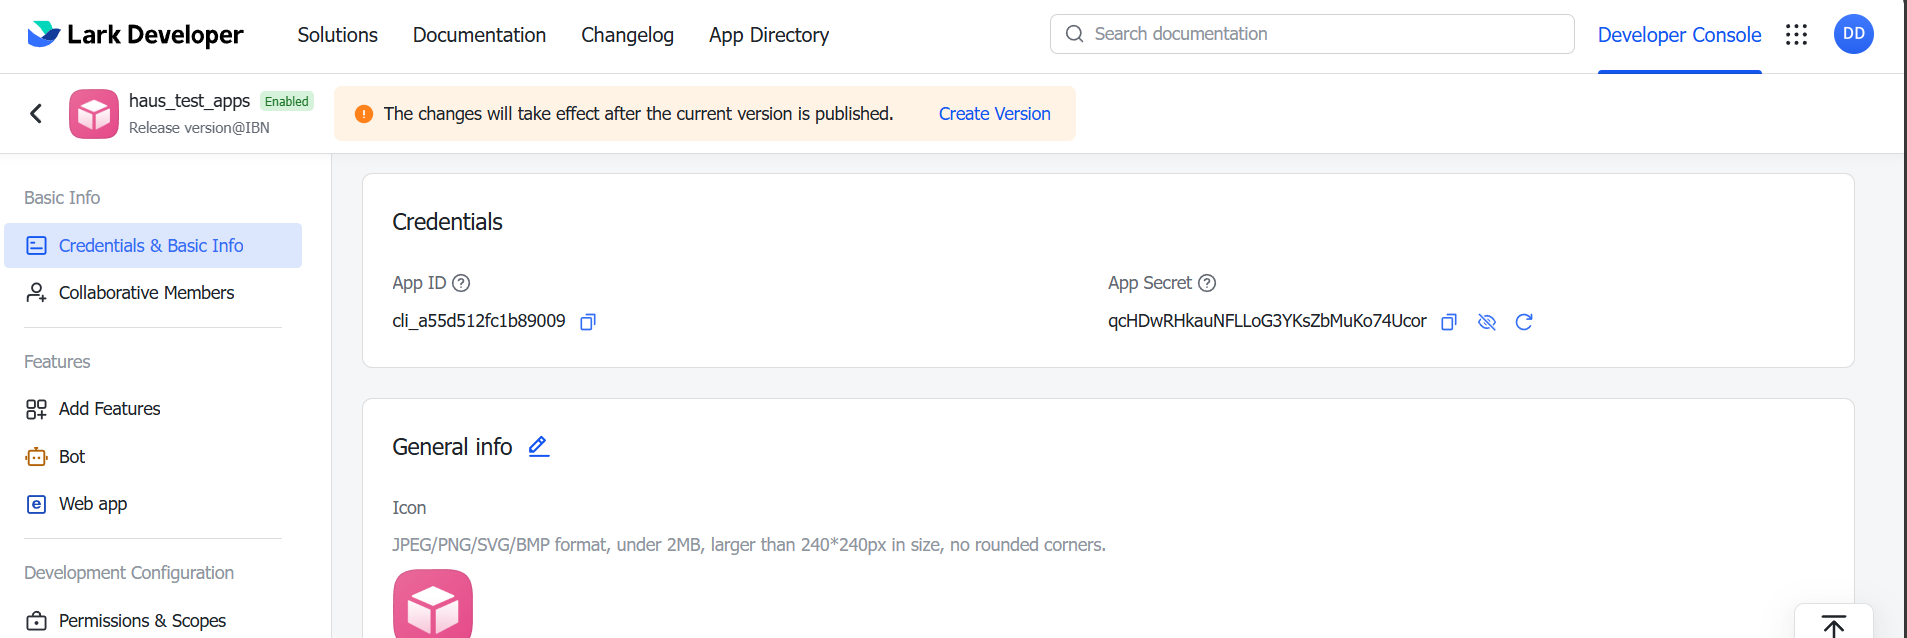 Lark Developer
Solutions
Documentation
Changelog
App Directory
Search documentation
Developer Console
DD
haus_test_apps
Enabled
Release version@IBN
The changes will take effect after the current version is published.
Create Version
Basic Info
Credentials & Basic Info
Collaborative Members
Features
Add Features
Bot
Web app
Development Configuration
Permissions & Scopes
Credentials
App ID
cli_a55d512fc1b89009
App Secret
qcHDwRHkauNFLLoG3YKsZbMuKo74Ucor
General info
Icon
JPEG/PNG/SVG/BMP format, under 2MB, larger than 240*240px in size, no rounded corners.